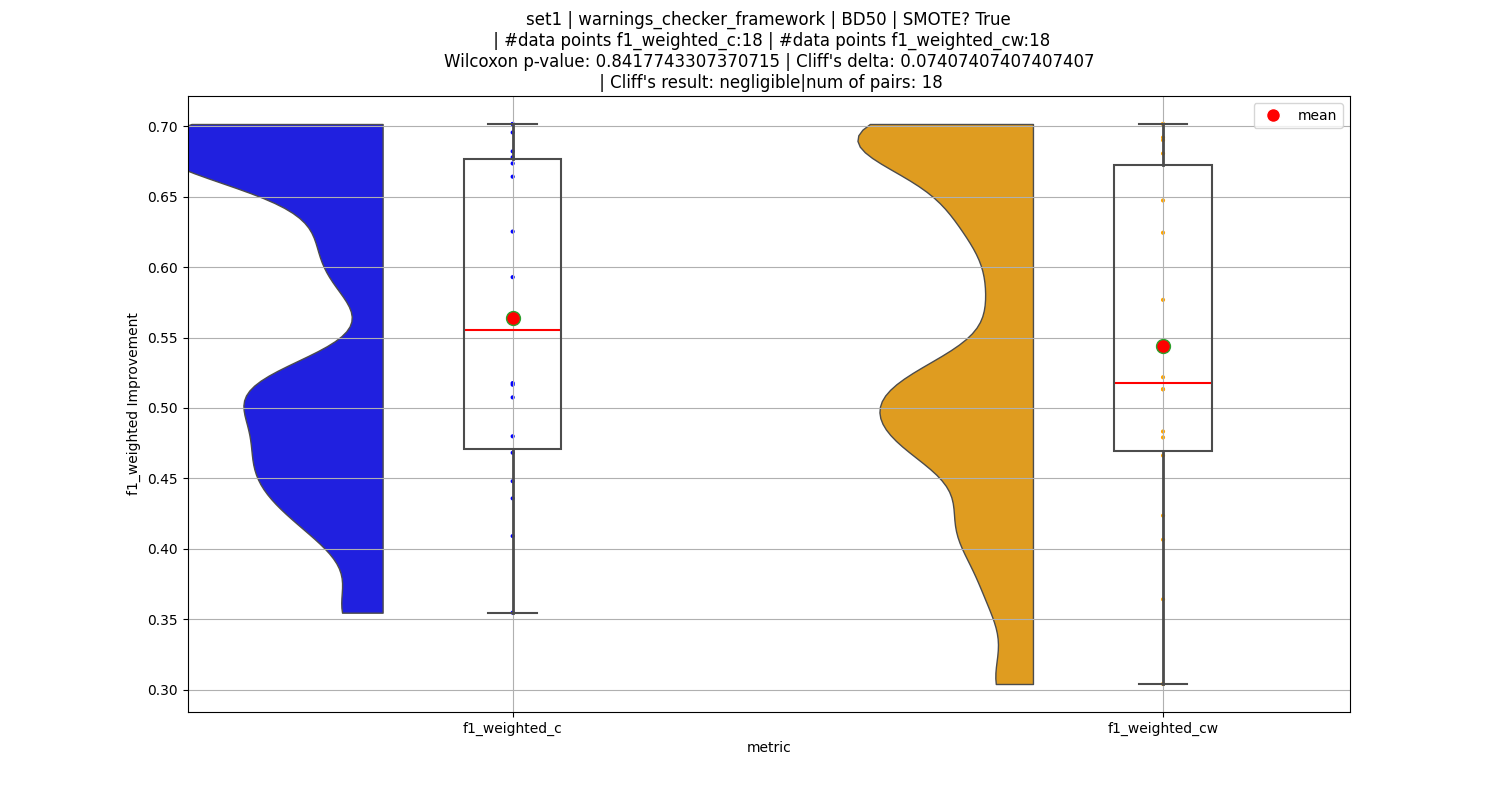 set1 | warnings_checker_framework | BD50 | SMOTE? True
| #data points f1_weighted_c:18 | #data points f1_weighted_cw:18
Wilcoxon p-value: 0.8417743307370715 | Cliff's delta: 0.07407407407407407
| Cliff's result: negligible|num of pairs: 18
mean
0.70
0.65
0.60
0.55
0.50
0.45
0.40
0.35
0.30
f1_weighted Improvement
f1_weighted_c
f1_weighted_cw
metric